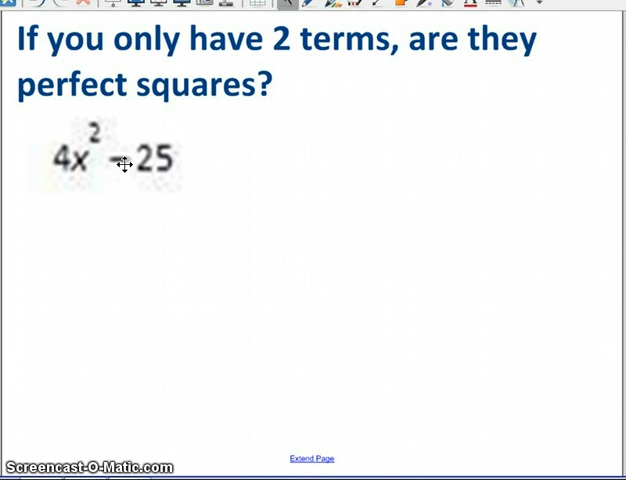 If you only have 2 terms, are they
perfect squares?
4x² – 25
Extend Page
Screencast-O-Matic.com